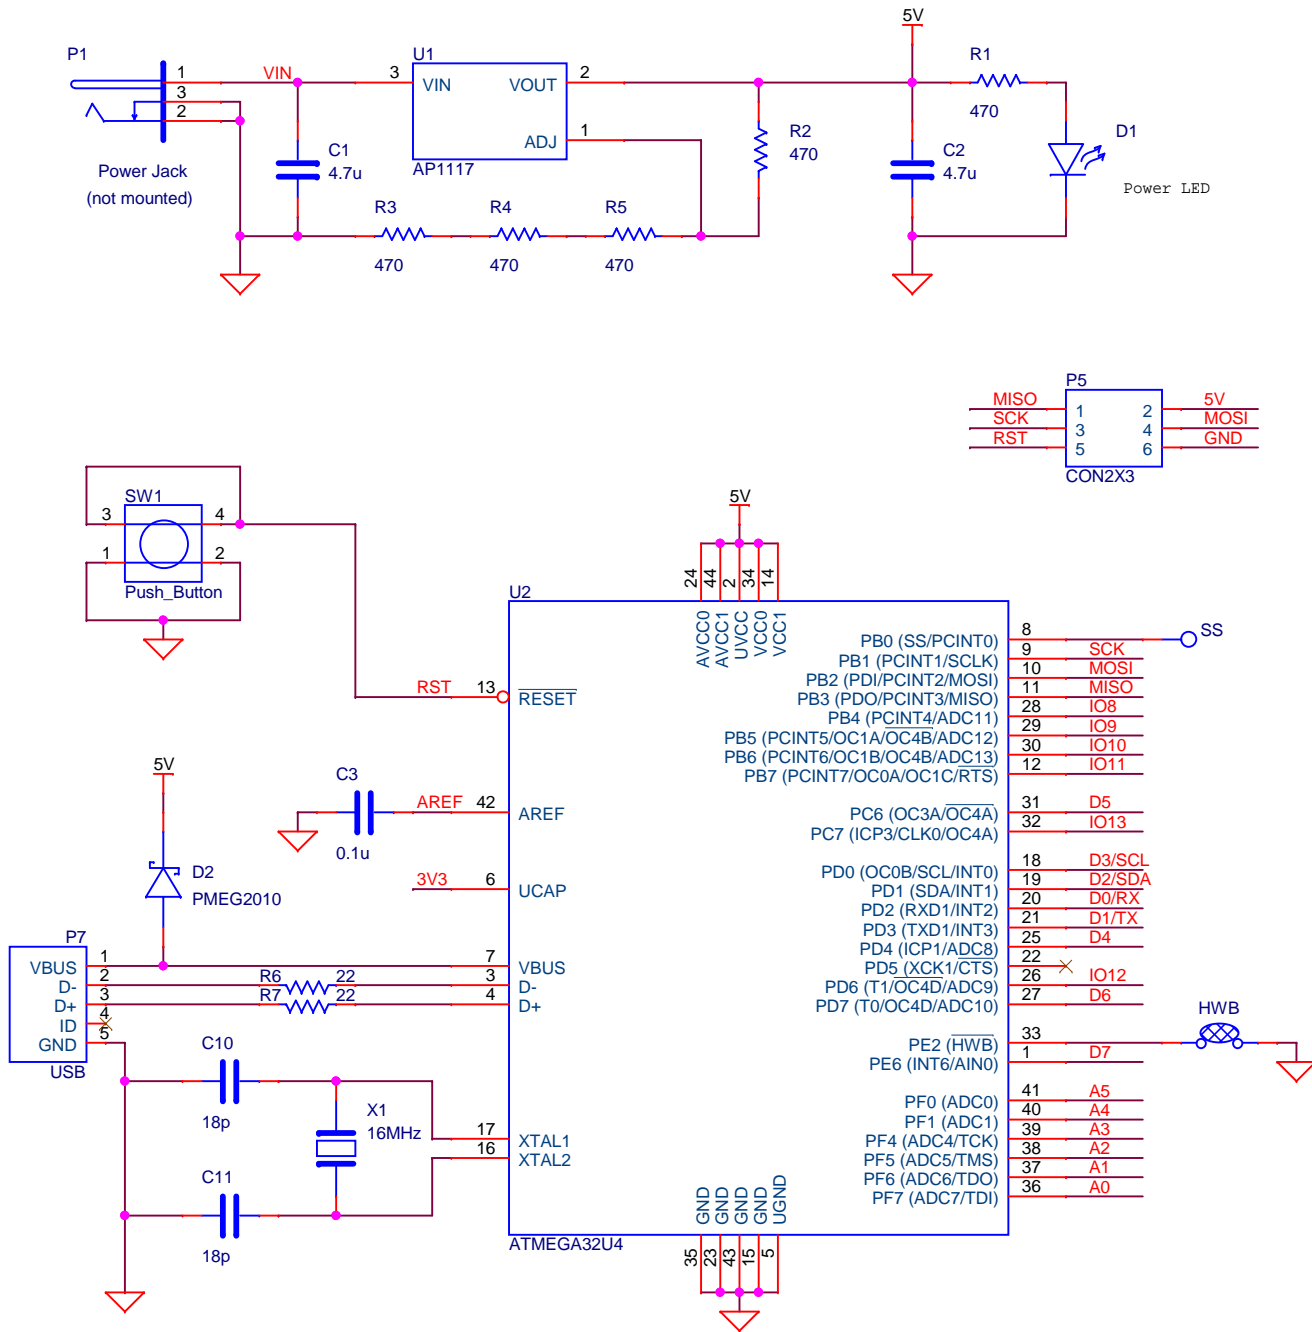 5V
P1
U1
R1
1
VIN
3
VIN
VOUT
2
3
2
ADJ
1
470
R2
470
D1
C1
4.7u
AP1117
C2
4.7u
Power Jack
(not mounted)
Power LED
R3
R4
R5
470
470
470
P5
MISO
1
2
5V
SCK
3
4
MOSI
RST
5
6
GND
CON2X3
SW1
3
4
1
2
Push_Button
5V
24
44
2
34
14
U2
AVCC0
AVCC1
UVCC
VCC0
VCC1
PB0 (SS/PCINT0)
8
SS
PB1 (PCINT1/SCLK)
9
SCK
PB2 (PDI/PCINT2/MOSI)
10
MOSI
RST
13
RESET
PB3 (PDO/PCINT3/MISO)
11
MISO
PB4 (PCINT4/ADC11)
28
IO8
PB5 (PCINT5/OC1A/OC4B/ADC12)
29
IO9
PB6 (PCINT6/OC1B/OC4B/ADC13)
30
IO10
PB7 (PCINT7/OC0A/OC1C/RTS)
12
IO11
5V
C3
AREF
42
AREF
0.1u
PC6 (OC3A/OC4A)
31
D5
PC7 (ICP3/CLK0/OC4A)
32
IO13
D2
PMEG2010
3V3
6
UCAP
PD0 (OC0B/SCL/INT0)
18
D3/SCL
PD1 (SDA/INT1)
19
D2/SDA
PD2 (RXD1/INT2)
20
D0/RX
PD3 (TXD1/INT3)
21
D1/TX
PD4 (ICP1/ADC8)
25
D4
PD5 (XCK1/CTS)
22
PD6 (T1/OC4D/ADC9)
26
IO12
PD7 (T0/OC4D/ADC10)
27
D6
P7
VBUS
1
7
VBUS
D-
2
R6
22
3
D-
D+
3
R7
22
4
D+
ID
4
GND
5
USB
HWB
PE2 (HWB)
33
PE6 (INT6/AIN0)
1
D7
C10
18p
X1
16MHz
17
XTAL1
16
XTAL2
C11
18p
PF0 (ADC0)
41
A5
PF1 (ADC1)
40
A4
PF4 (ADC4/TCK)
39
A3
PF5 (ADC5/TMS)
38
A2
PF6 (ADC6/TDO)
37
A1
PF7 (ADC7/TDI)
36
A0
GND
GND
GND
GND
UGND
ATMEGA32U4
35
23
43
15
5